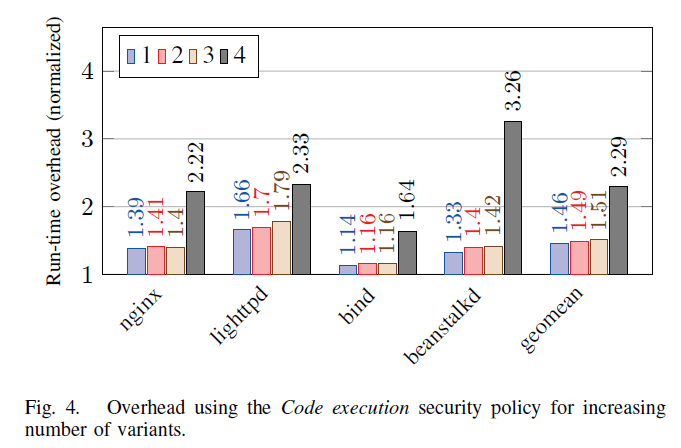 Run-time overhead (normalized)
4
3
2
1
1 2 3 4
1.39 1.41 1.4 2.22
1.66 1.7 1.79 2.33
1.14 1.16 1.16 1.64
1.33 1.4 1.42 3.26
1.46 1.49 1.51 2.29
nginx
lighttpd
bind
beanstalkd
geomean
Fig. 4. Overhead using the Code execution security policy for increasing
number of variants.